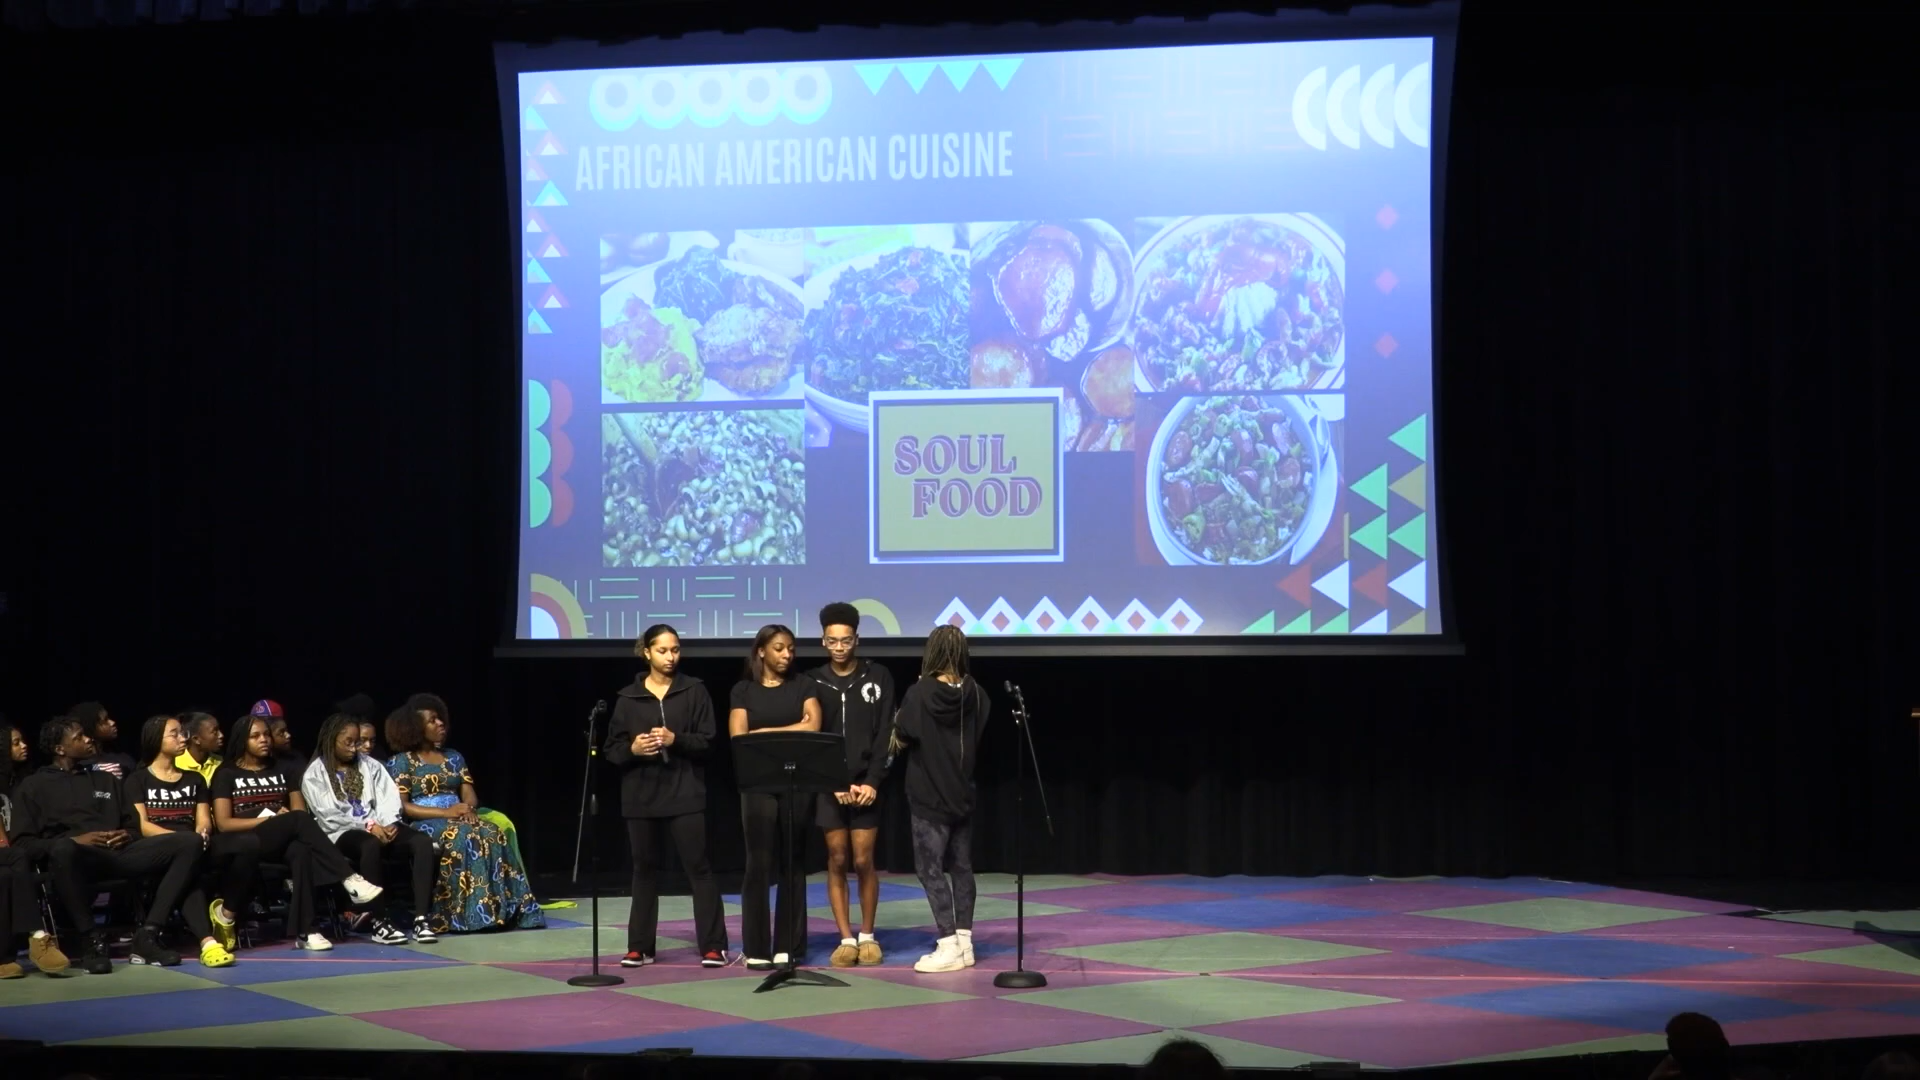 AFRICAN AMERICAN CUISINE
SOUL
FOOD
KENYA
KENYA